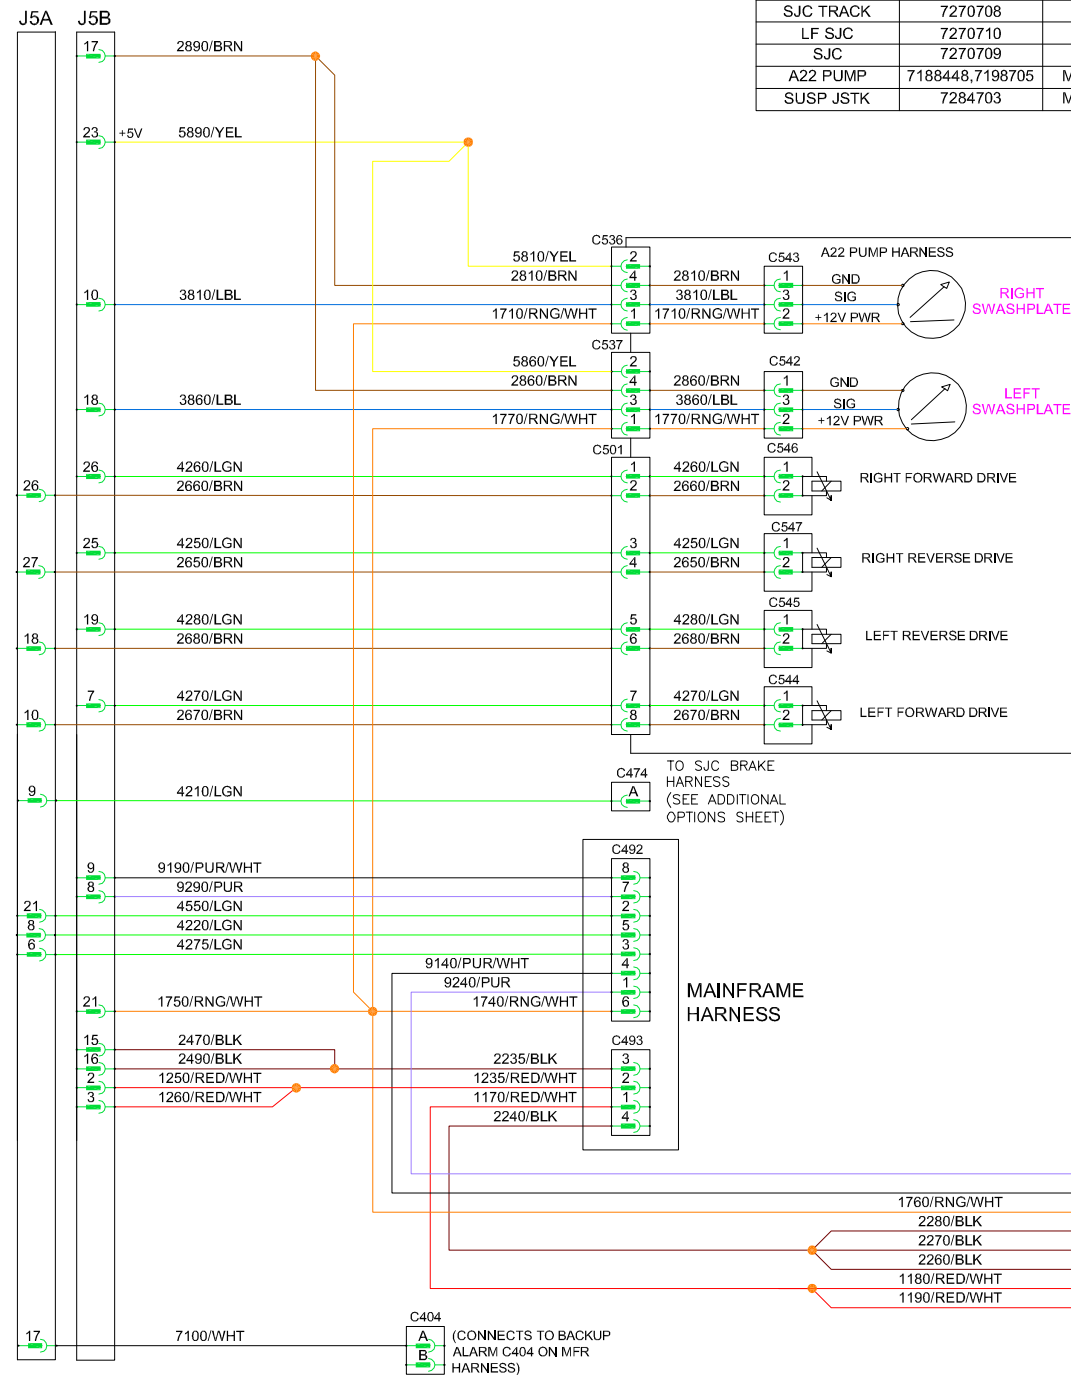 J5A J5B
SJC TRACK 7270708
LF SJC 7270710
SJC 7270709
A22 PUMP 7188448,7198705 M
SUSP JSTK 7284703 M
17 2890/BRN
23 +5V 5890/YEL
C536
A22 PUMP HARNESS
5810/YEL 2 C543
2810/BRN 4 2810/BRN 1 GND
10 3810/LBL 3 3810/LBL 3 SIG
1710/RNG/WHT 1 1710/RNG/WHT 2 +12V PWR
RIGHT
SWASHPLATE
C537
5860/YEL 2 C542
2860/BRN 4 2860/BRN 1 GND
18 3860/LBL 3 3860/LBL 3 SIG
1770/RNG/WHT 1 1770/RNG/WHT 2 +12V PWR
LEFT
SWASHPLATE
C501 C546
26 4260/LGN 1 4260/LGN 1
26 2660/BRN 2 2660/BRN 2
RIGHT FORWARD DRIVE
C547
25 4250/LGN 3 4250/LGN 1
27 2650/BRN 4 2650/BRN 2
RIGHT REVERSE DRIVE
C545
19 4280/LGN 5 4280/LGN 1
18 2680/BRN 6 2680/BRN 2
LEFT REVERSE DRIVE
C544
7 4270/LGN 7 4270/LGN 1
10 2670/BRN 8 2670/BRN 2
LEFT FORWARD DRIVE
C474
9 4210/LGN A
TO SJC BRAKE
HARNESS
(SEE ADDITIONAL
OPTIONS SHEET)
C492
9 9190/PUR/WHT 8
8 9290/PUR 7
21 4550/LGN 2
8 4220/LGN 5
6 4275/LGN 3
9140/PUR/WHT 4
9240/PUR 1
21 1750/RNG/WHT 1740/RNG/WHT 6
MAINFRAME
HARNESS
C493
15 2470/BLK
16 2490/BLK 2235/BLK 3
2 1250/RED/WHT 1235/RED/WHT 2
3 1260/RED/WHT 1170/RED/WHT 1
2240/BLK 4
1760/RNG/WHT
2280/BLK
2270/BLK
2260/BLK
1180/RED/WHT
1190/RED/WHT
C404
17 7100/WHT A
B
(CONNECTS TO BACKUP
ALARM C404 ON MFR
HARNESS)